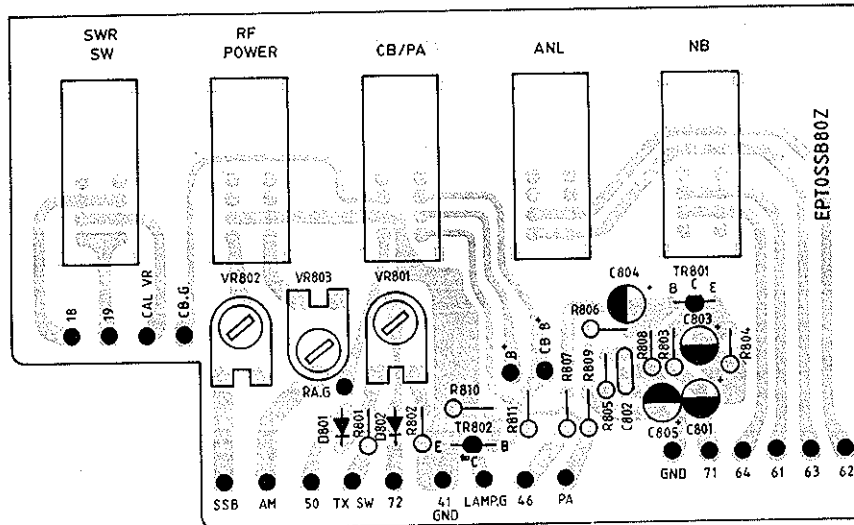 SWR
SW
RF
POWER
CB/PA
ANL
NB
EPT0SSB80Z
18
19
CAL VR
CB.G
VR802
VR803
VR801
C804
TR801
B C E
R806
C803
R808
R803
R804
B+
CB B+
R807
R809
R805
C802
C805
C801
RA.G
D801
R801
D802
R802
R810
TR802
E B
C
R811
SSB
AM
50
TX SW
72
41
GND
LAMP.G
46
PA
GND
71
64
61
63
62